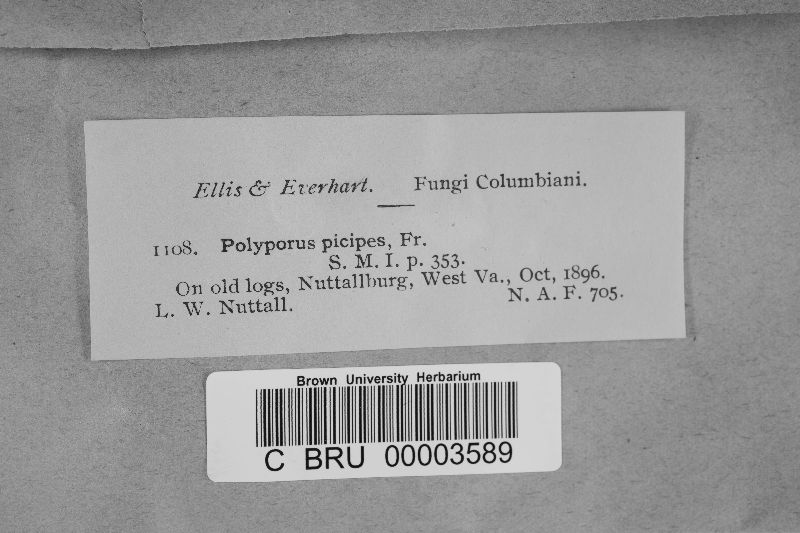 Ellis & Everhart. Fungi Columbiani.
1108. Polyporus picipes, Fr.
S. M. I. p. 353.
On old logs, Nuttallburg, West Va., Oct, 1896.
L. W. Nuttall. N. A. F. 705.
Brown University Herbarium
C BRU 00003589